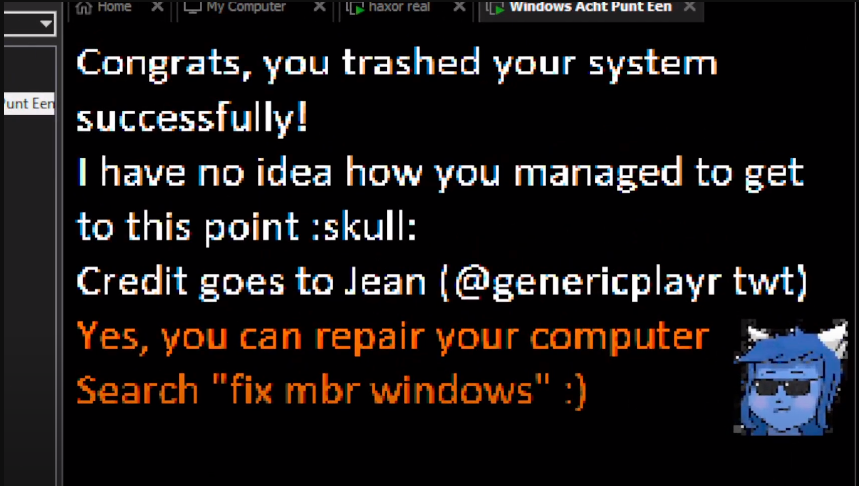 Home
My Computer
haxor real
Windows Acht Punt Een
unt Een
Congrats, you trashed your system
successfully!
I have no idea how you managed to get
to this point :skull:
Credit goes to Jean (@genericplayr twt)
Yes, you can repair your computer
Search "fix mbr windows" :)